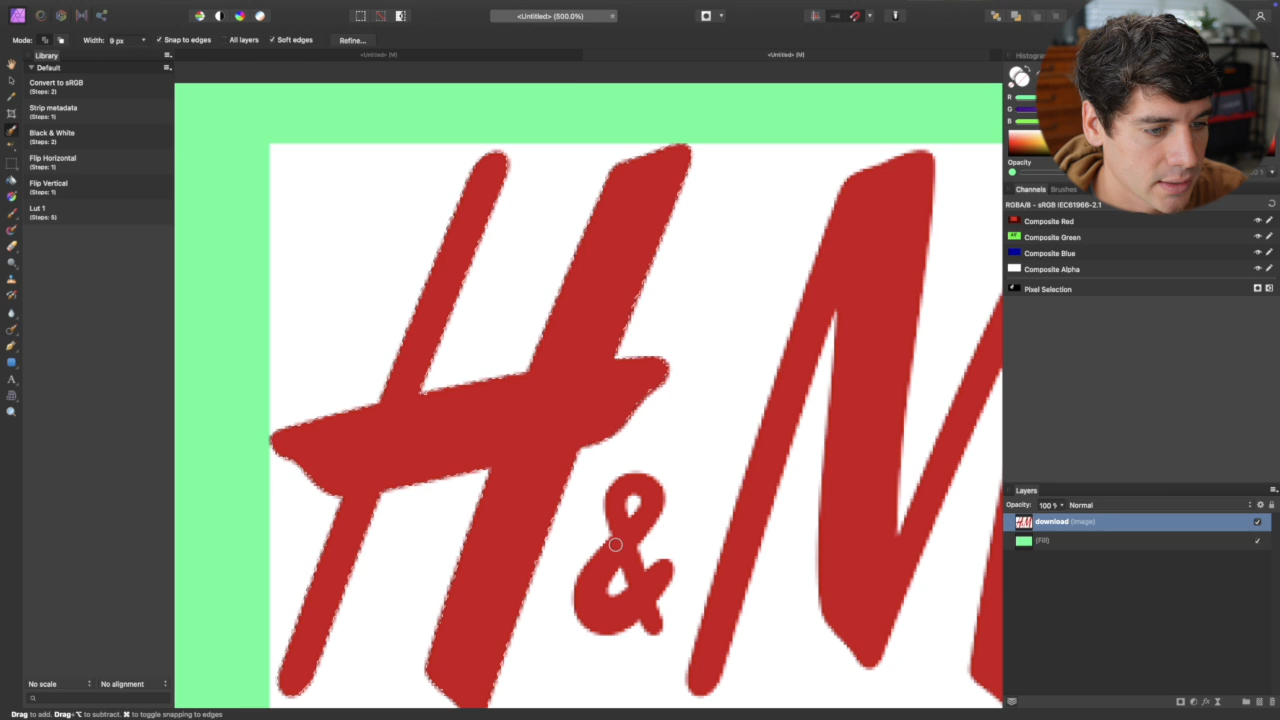 <Untitled> (500.0%)
Mode: Width: 9 px Snap to edges All layers Soft edges Refine...
Library
<Untitled> (M)
<Untitled> (M)
Default
Convert to sRGB
(Steps: 2)
Strip metadata
(Steps: 1)
Black & White
(Steps: 2)
Flip Horizontal
(Steps: 1)
Flip Vertical
(Steps: 1)
Lut 1
(Steps: 5)
H&M
R
G
B
Opacity
Channels Brushes
RGBA/8 - sRGB IEC61966-2.1
Composite Red
Composite Green
Composite Blue
Composite Alpha
Pixel Selection
Layers
Opacity: 100 % Normal
download (Image)
(Fill)
No scale No alignment
Drag to add. Drag+⌥ to subtract. ⌘ to toggle snapping to edges